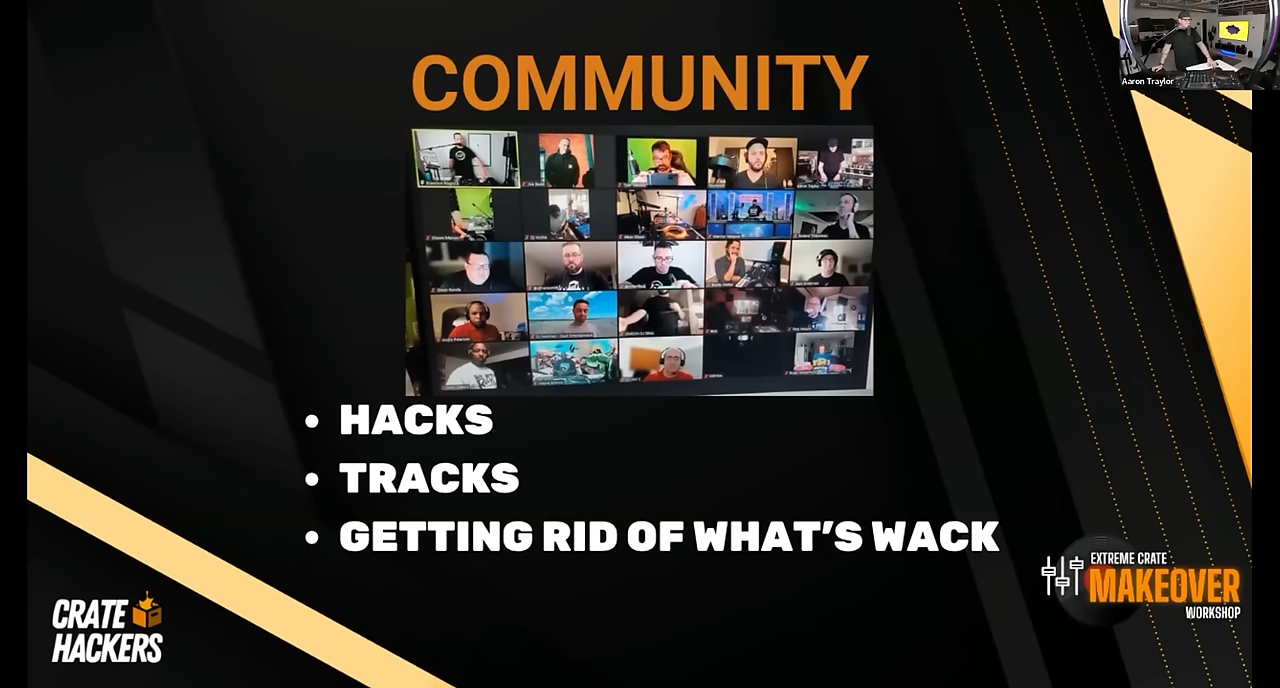 COMMUNITY
Aaron Traylor
HACKS
TRACKS
GETTING RID OF WHAT'S WACK
CRATE
HACKERS
EXTREME CRATE
MAKEOVER
WORKSHOP